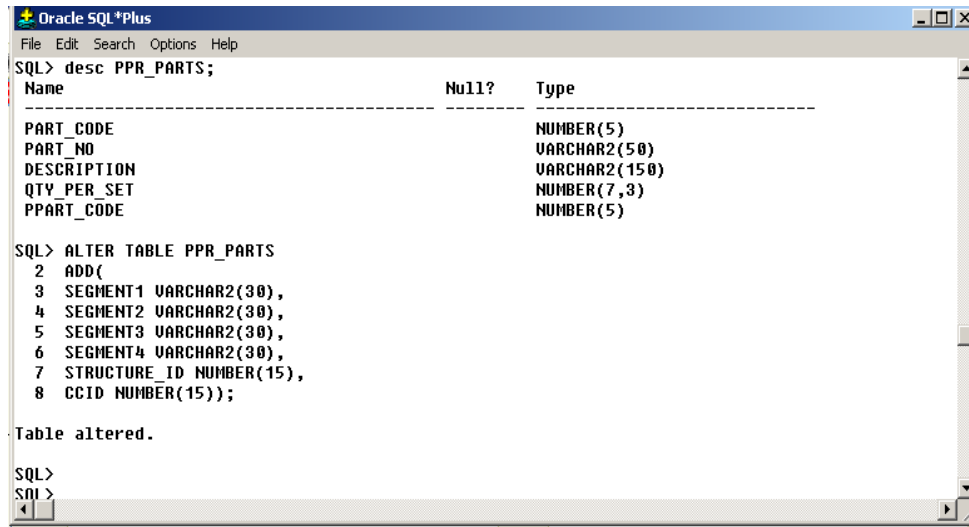 Oracle SQL*Plus
File Edit Search Options Help
SQL> desc PPR_PARTS;
Name Null? Type
----------------------------------------- -------- ----------------------------
PART_CODE NUMBER(5)
PART_NO VARCHAR2(50)
DESCRIPTION VARCHAR2(150)
QTY_PER_SET NUMBER(7,3)
PPART_CODE NUMBER(5)
SQL> ALTER TABLE PPR_PARTS
2 ADD(
3 SEGMENT1 VARCHAR2(30),
4 SEGMENT2 VARCHAR2(30),
5 SEGMENT3 VARCHAR2(30),
6 SEGMENT4 VARCHAR2(30),
7 STRUCTURE_ID NUMBER(15),
8 CCID NUMBER(15));
Table altered.
SQL>
SQL>